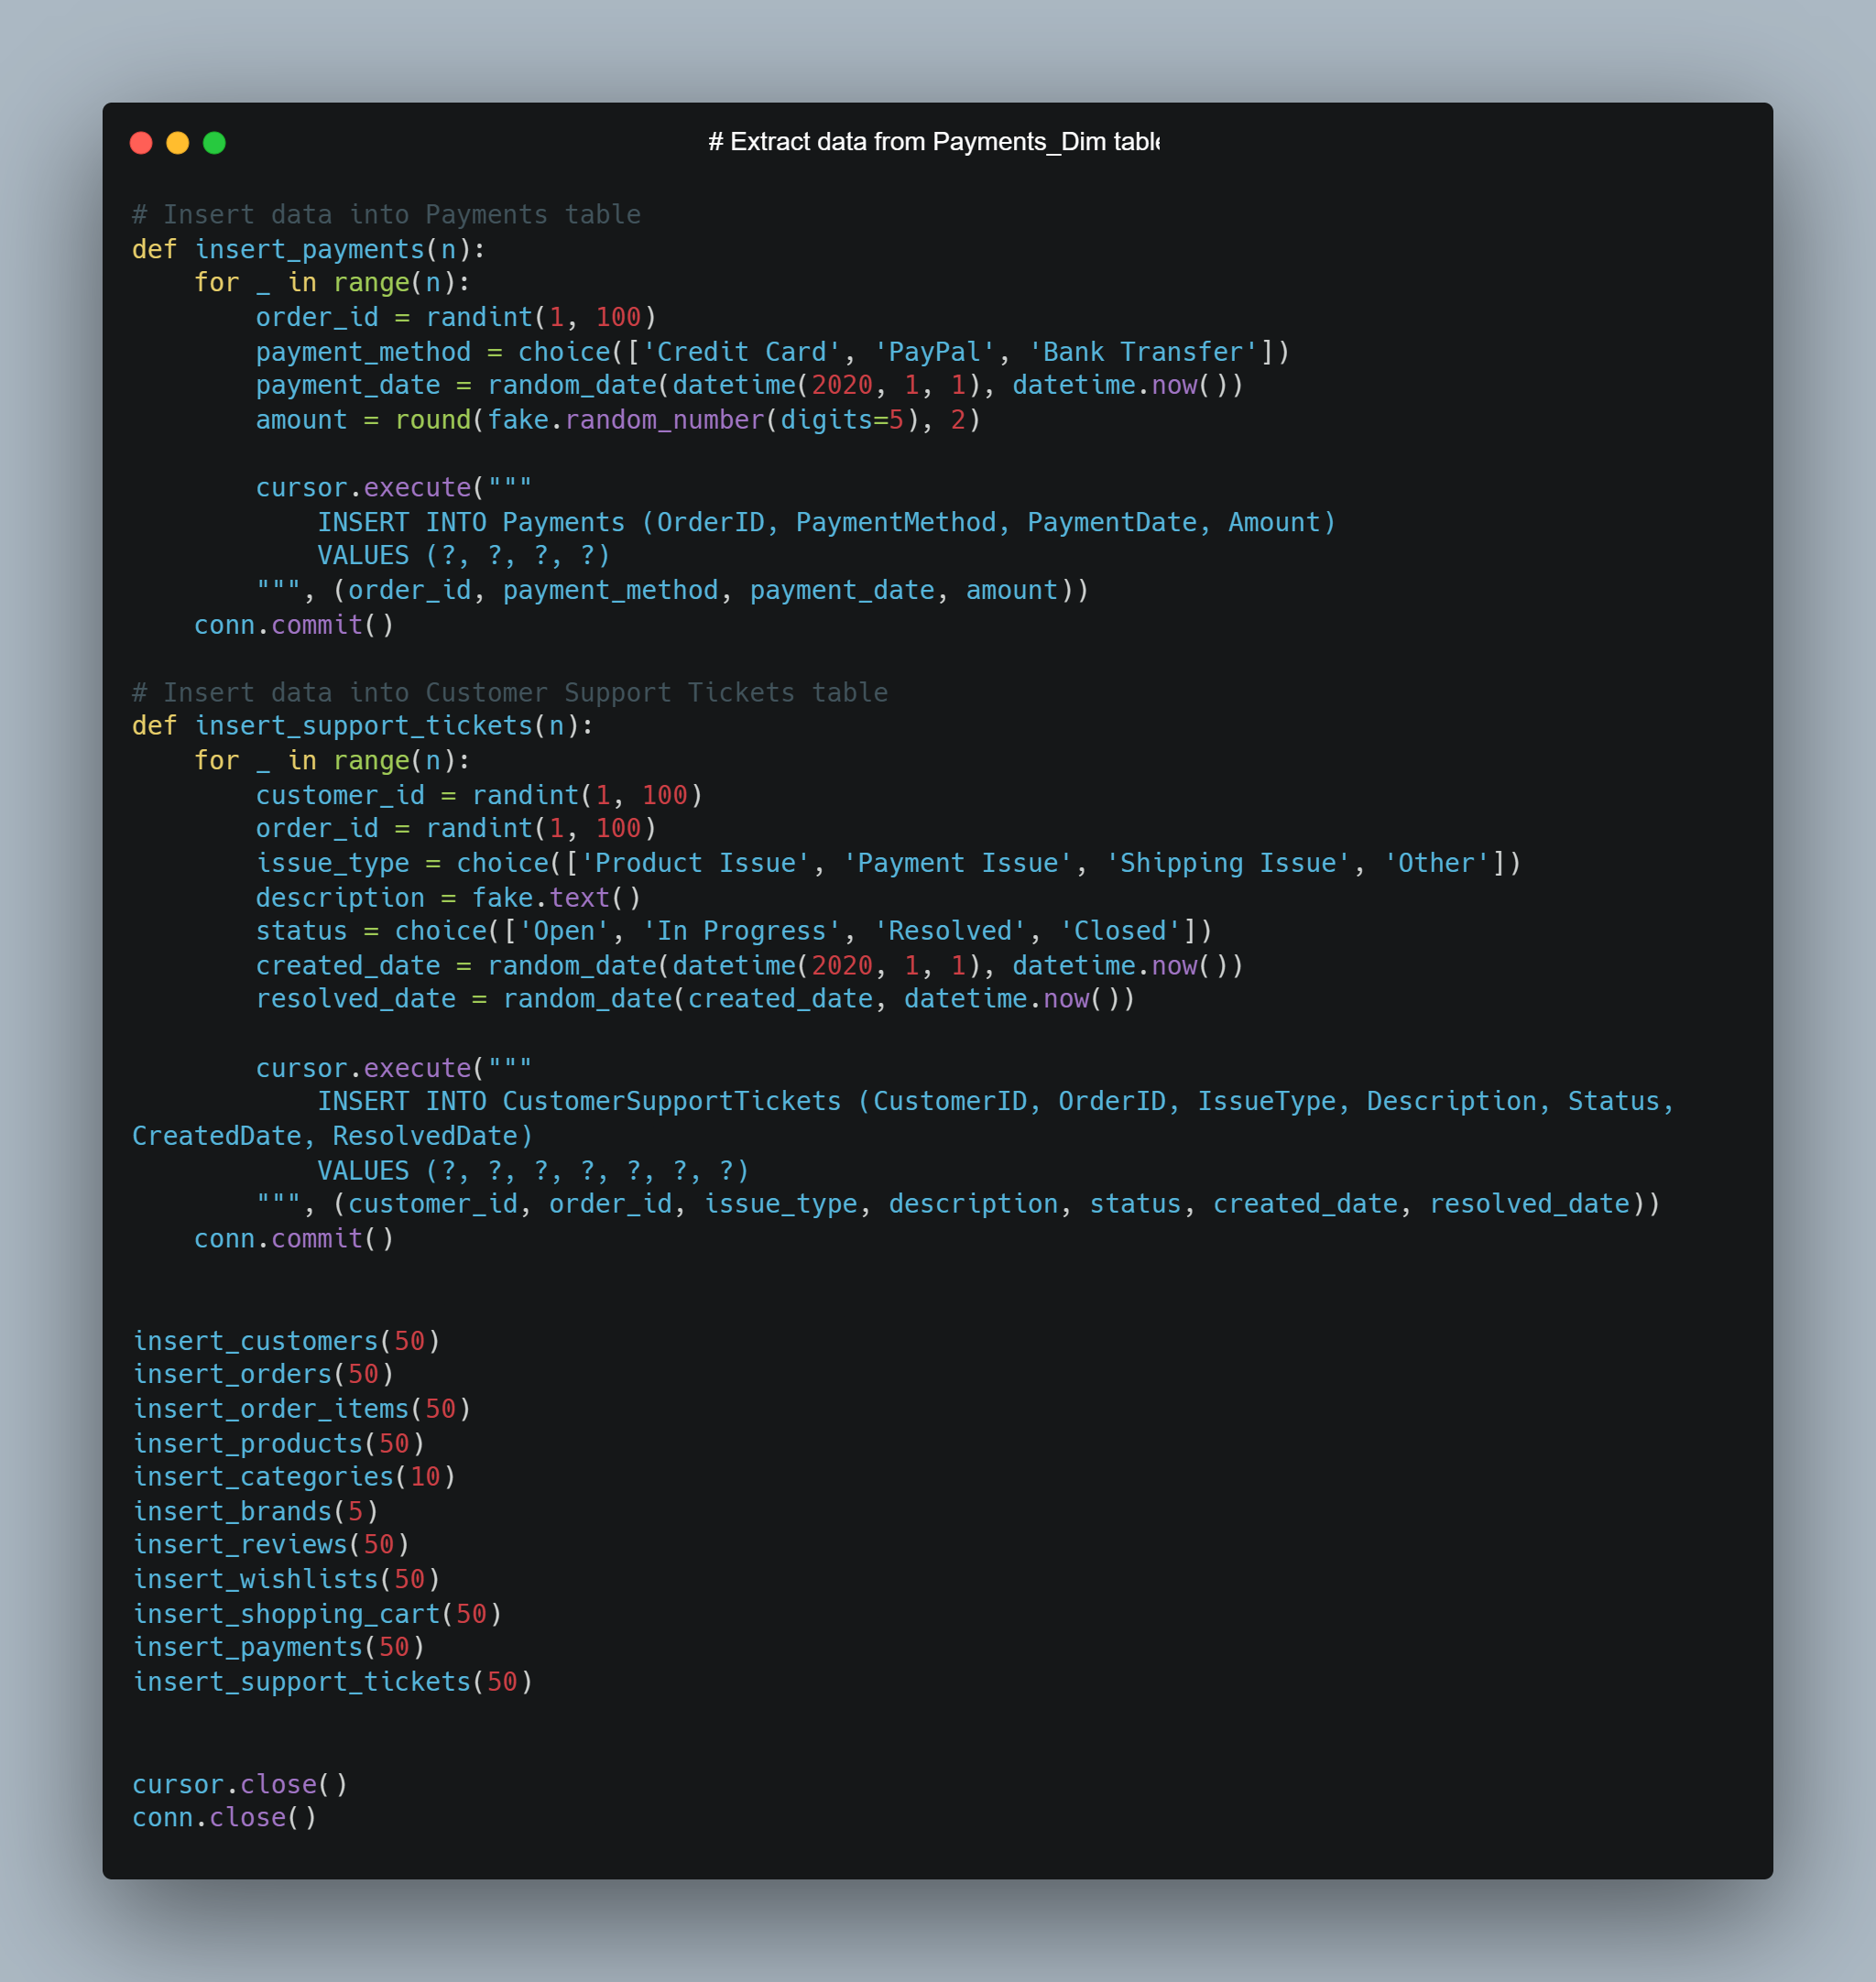 # Extract data from Payments_Dim table
# Insert data into Payments table
def insert_payments(n):
    for _ in range(n):
        order_id = randint(1, 100)
        payment_method = choice(['Credit Card', 'PayPal', 'Bank Transfer'])
        payment_date = random_date(datetime(2020, 1, 1), datetime.now())
        amount = round(fake.random_number(digits=5), 2)

        cursor.execute("""
            INSERT INTO Payments (OrderID, PaymentMethod, PaymentDate, Amount)
            VALUES (?, ?, ?, ?)
        """, (order_id, payment_method, payment_date, amount))
    conn.commit()

# Insert data into Customer Support Tickets table
def insert_support_tickets(n):
    for _ in range(n):
        customer_id = randint(1, 100)
        order_id = randint(1, 100)
        issue_type = choice(['Product Issue', 'Payment Issue', 'Shipping Issue', 'Other'])
        description = fake.text()
        status = choice(['Open', 'In Progress', 'Resolved', 'Closed'])
        created_date = random_date(datetime(2020, 1, 1), datetime.now())
        resolved_date = random_date(created_date, datetime.now())

        cursor.execute("""
            INSERT INTO CustomerSupportTickets (CustomerID, OrderID, IssueType, Description, Status,
CreatedDate, ResolvedDate)
            VALUES (?, ?, ?, ?, ?, ?, ?)
        """, (customer_id, order_id, issue_type, description, status, created_date, resolved_date))
    conn.commit()


insert_customers(50)
insert_orders(50)
insert_order_items(50)
insert_products(50)
insert_categories(10)
insert_brands(5)
insert_reviews(50)
insert_wishlists(50)
insert_shopping_cart(50)
insert_payments(50)
insert_support_tickets(50)


cursor.close()
conn.close()